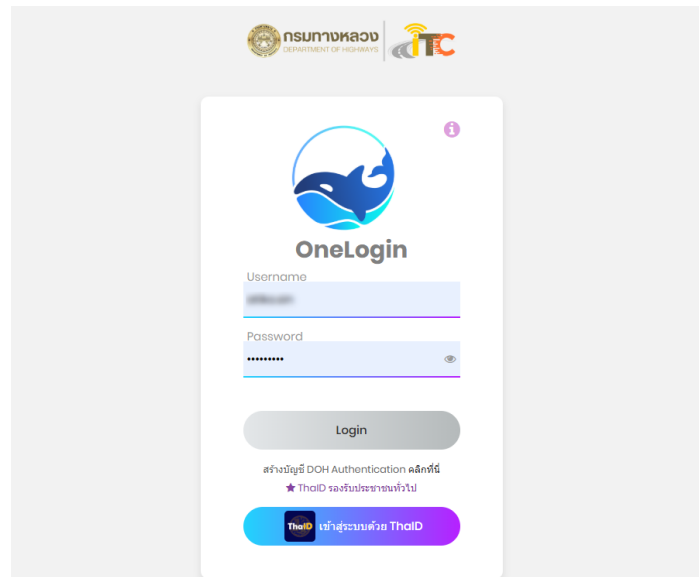 กรมทางหลวง
DEPARTMENT OF HIGHWAYS
iTC
OneLogin
Username
Password
•••••••••
Login
สร้างบัญชี DOH Authentication คลิกที่นี่
★ ThaID รองรับประชาชนทั่วไป
ThaID เข้าสู่ระบบด้วย ThaID